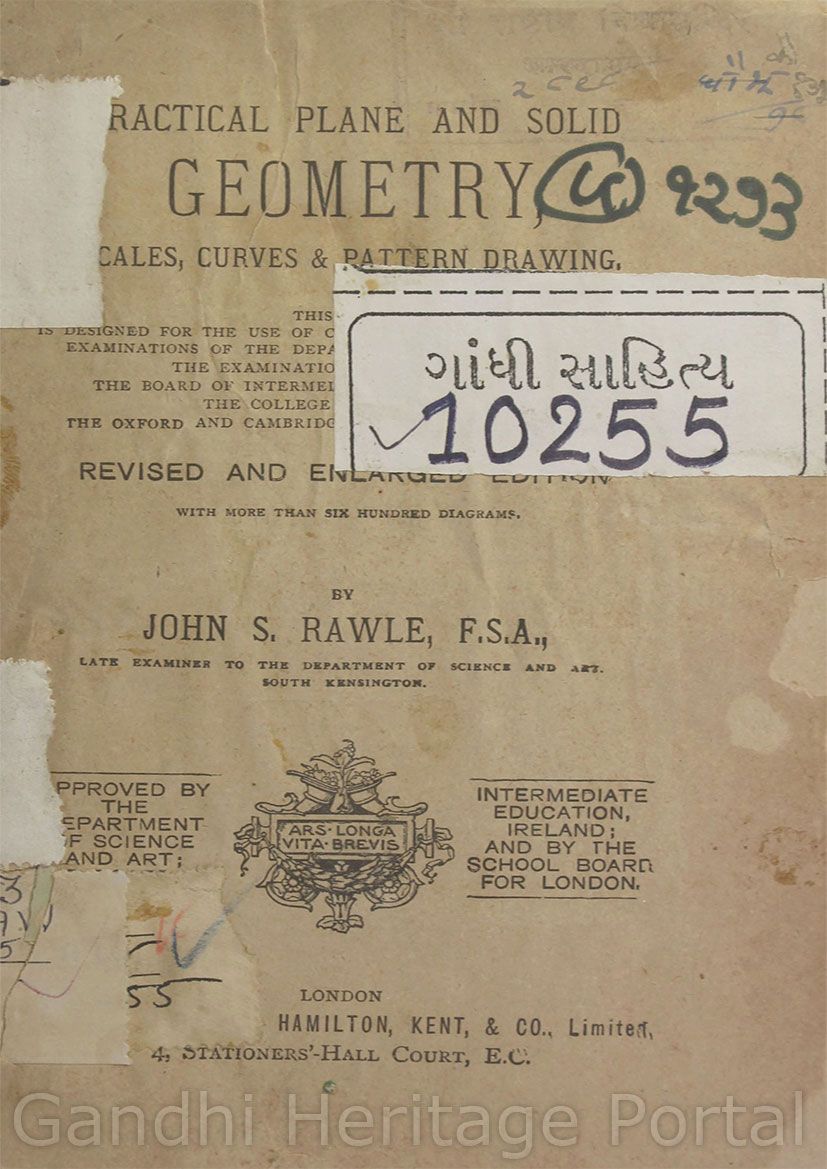 ૨૮૯૮
RACTICAL PLANE AND SOLID
GEOMETRY,
૧૨૭૩
CALES, CURVES & PATTERN DRAWING.
THIS
IS DESIGNED FOR THE USE OF C
EXAMINATIONS OF THE DEPA
THE EXAMINATIO
THE BOARD OF INTERME
THE COLLEGE
THE OXFORD AND CAMBRIDG
ગાંધી સાહિત્ય
10255
REVISED AND ENLARGED EDITION
WITH MORE THAN SIX HUNDRED DIAGRAMS.
BY
JOHN S. RAWLE, F.S.A.,
LATE EXAMINER TO THE DEPARTMENT OF SCIENCE AND ART.
SOUTH KENSINGTON.
PPROVED BY
THE
EPARTMENT
F SCIENCE
AND ART;
ARS·LONGA
VITA·BREVIS
INTERMEDIATE
EDUCATION,
IRELAND;
AND BY THE
SCHOOL BOARD
FOR LONDON.
55
LONDON
HAMILTON, KENT, & CO., Limited,
4, STATIONERS'-HALL COURT, E.C.
Gandhi Heritage Portal